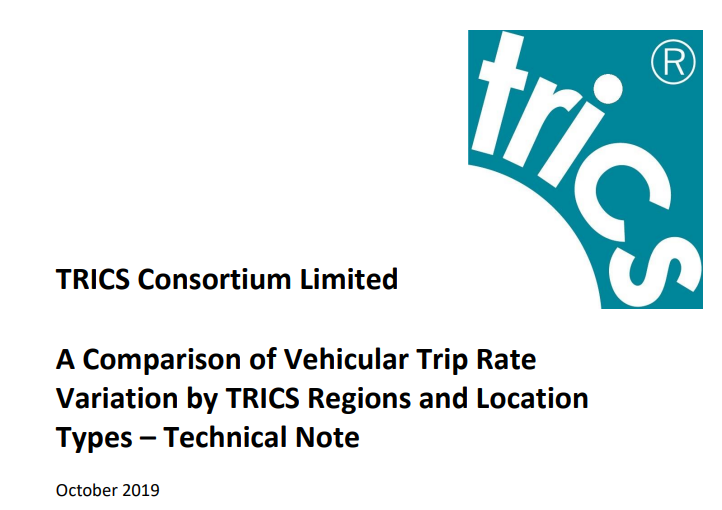 trics®
TRICS Consortium Limited
A Comparison of Vehicular Trip Rate
Variation by TRICS Regions and Location
Types – Technical Note
October 2019